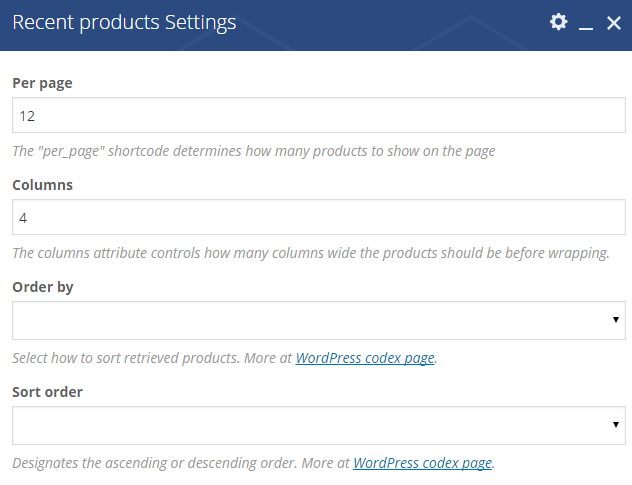 Recent products Settings
Per page
12
The "per_page" shortcode determines how many products to show on the page
Columns
4
The columns attribute controls how many columns wide the products should be before wrapping.
Order by
Select how to sort retrieved products. More at WordPress codex page.
Sort order
Designates the ascending or descending order. More at WordPress codex page.